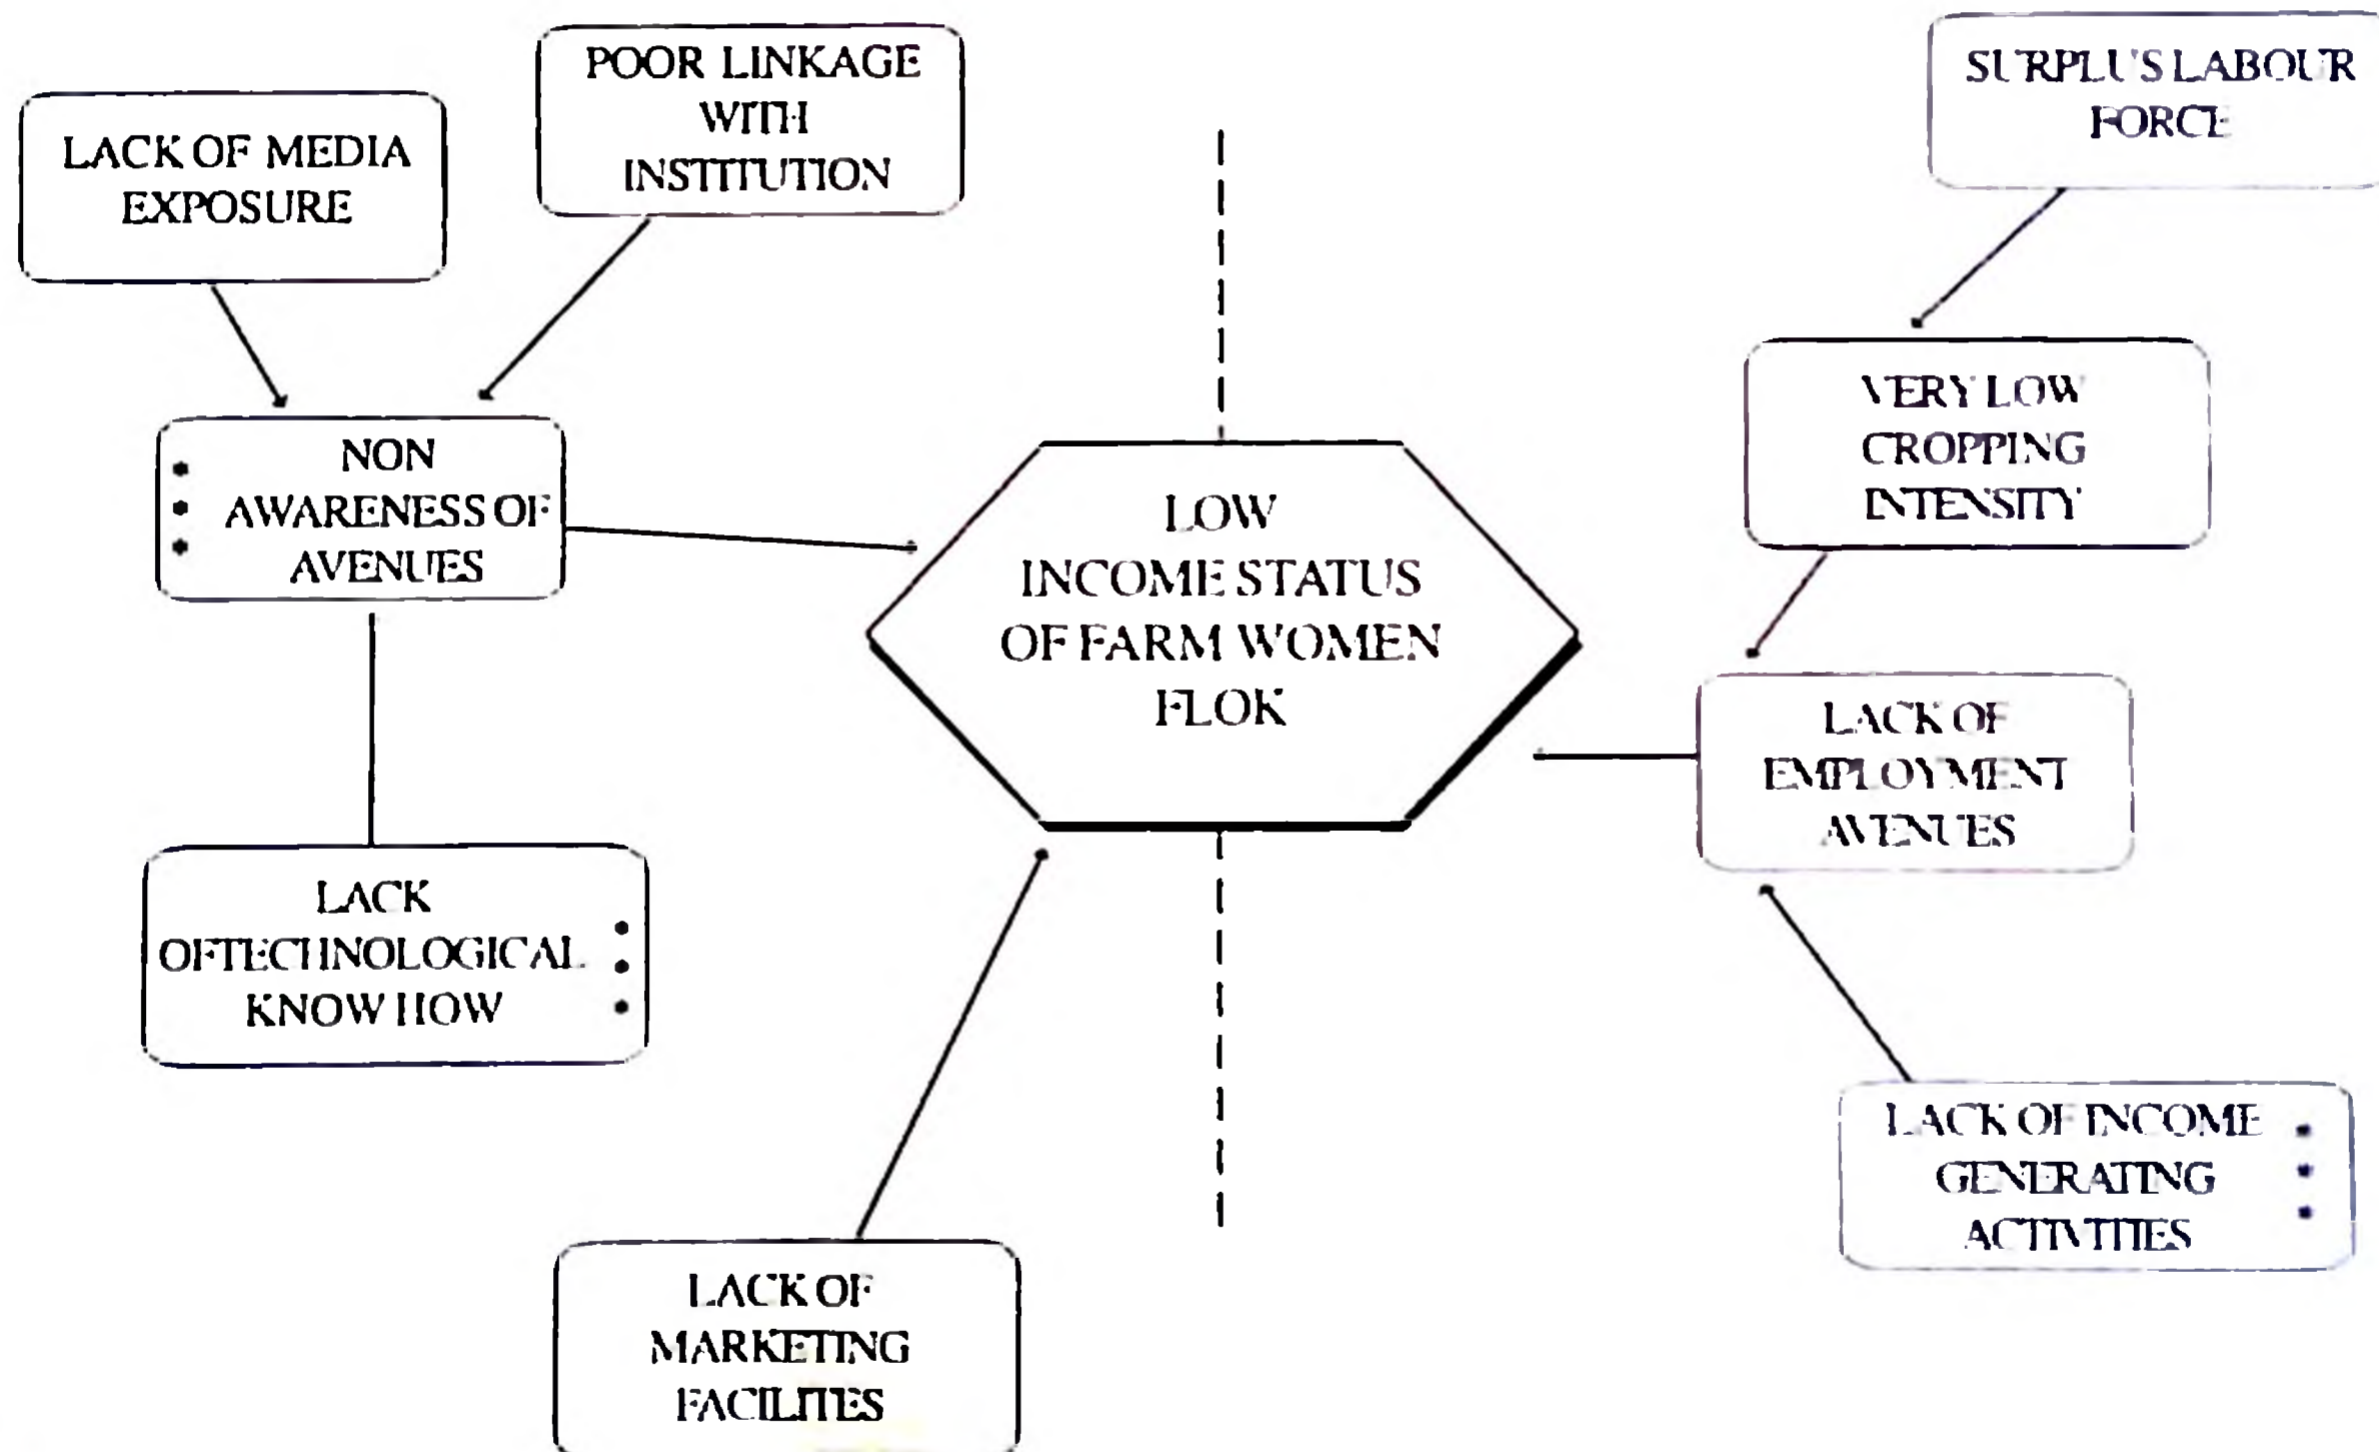 POOR LINKAGE
WITH
INSTITUTION
SURPLUS LABOUR
FORCE
LACK OF MEDIA
EXPOSURE
VERY LOW
CROPPING
INTENSITY
NON
AWARENESS OF
AVENUES
LOW
INCOME STATUS
OF FARM WOMEN
FLOK
LACK OF
EMPLOYMENT
AVENUES
LACK
OFTECHNOLOGICAL
KNOW HOW
LACK OF INCOME
GENERATING
ACTIVITIES
LACK OF
MARKETING
FACILITES